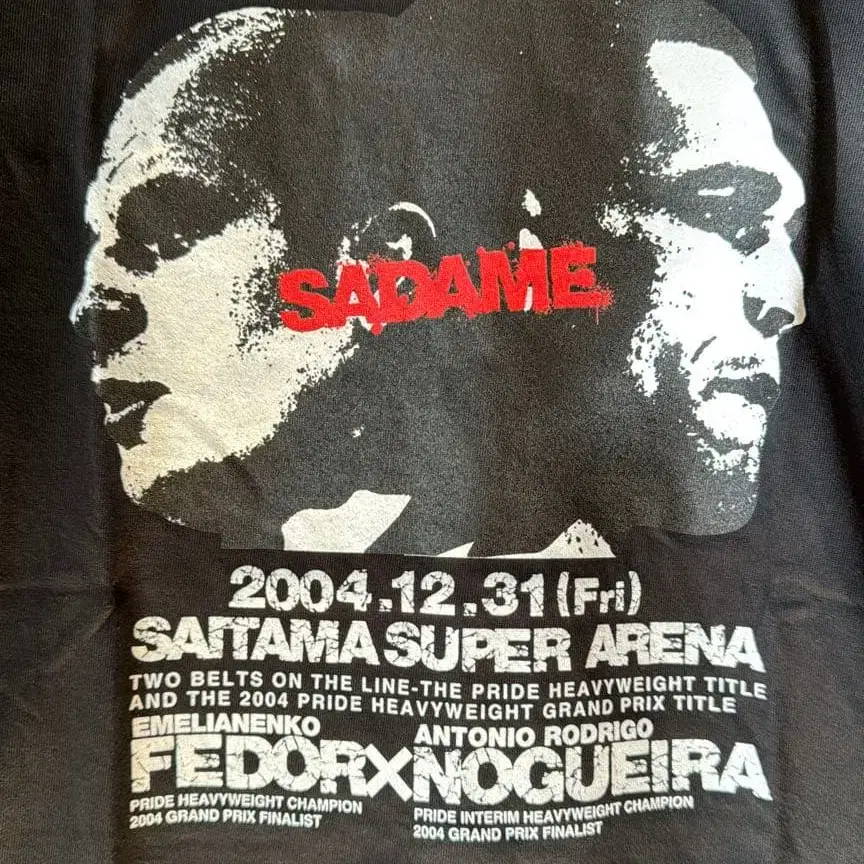 SADAME
2004.12.31(Fri)
SAITAMA SUPER ARENA
TWO BELTS ON THE LINE-THE PRIDE HEAVYWEIGHT TITLE
AND THE 2004 PRIDE HEAVYWEIGHT GRAND PRIX TITLE
EMELIANENKO
FEDOR×
PRIDE HEAVYWEIGHT CHAMPION
2004 GRAND PRIX FINALIST
ANTONIO RODRIGO
NOGUEIRA
PRIDE INTERIM HEAVYWEIGHT CHAMPION
2004 GRAND PRIX FINALIST